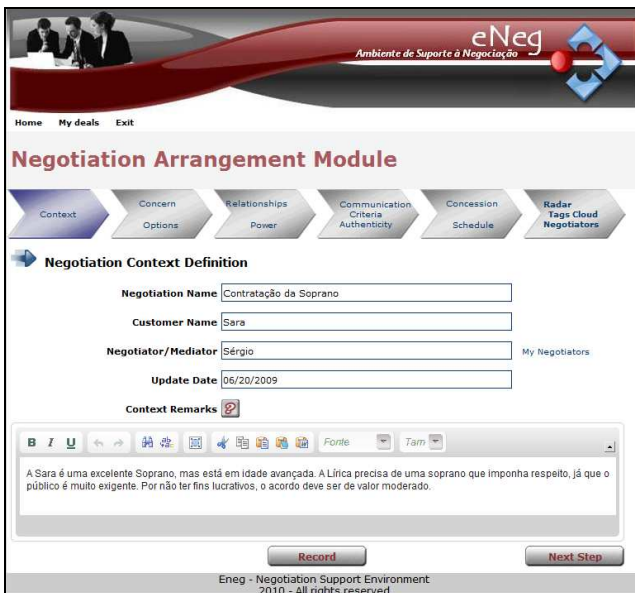 eNeg
Ambiente de Suporte à Negociação
Home My deals Exit
Negotiation Arrangement Module
Context
Concern
Options
Relationships
Power
Communication
Criteria
Authenticity
Concession
Schedule
Radar
Tags Cloud
Negotiators
Negotiation Context Definition
Negotiation Name Contratação da Soprano
Customer Name Sara
Negotiator/Mediator Sérgio My Negotiators
Update Date 06/20/2009
Context Remarks ?
B I U Fonte Tam
A Sara é uma excelente Soprano, mas está em idade avançada. A Lírica precisa de uma soprano que imponha respeito, já que o
público é muito exigente. Por não ter fins lucrativos, o acordo deve ser de valor moderado.
Record Next Step
Eneg - Negotiation Support Environment
2010 - All rights reserved